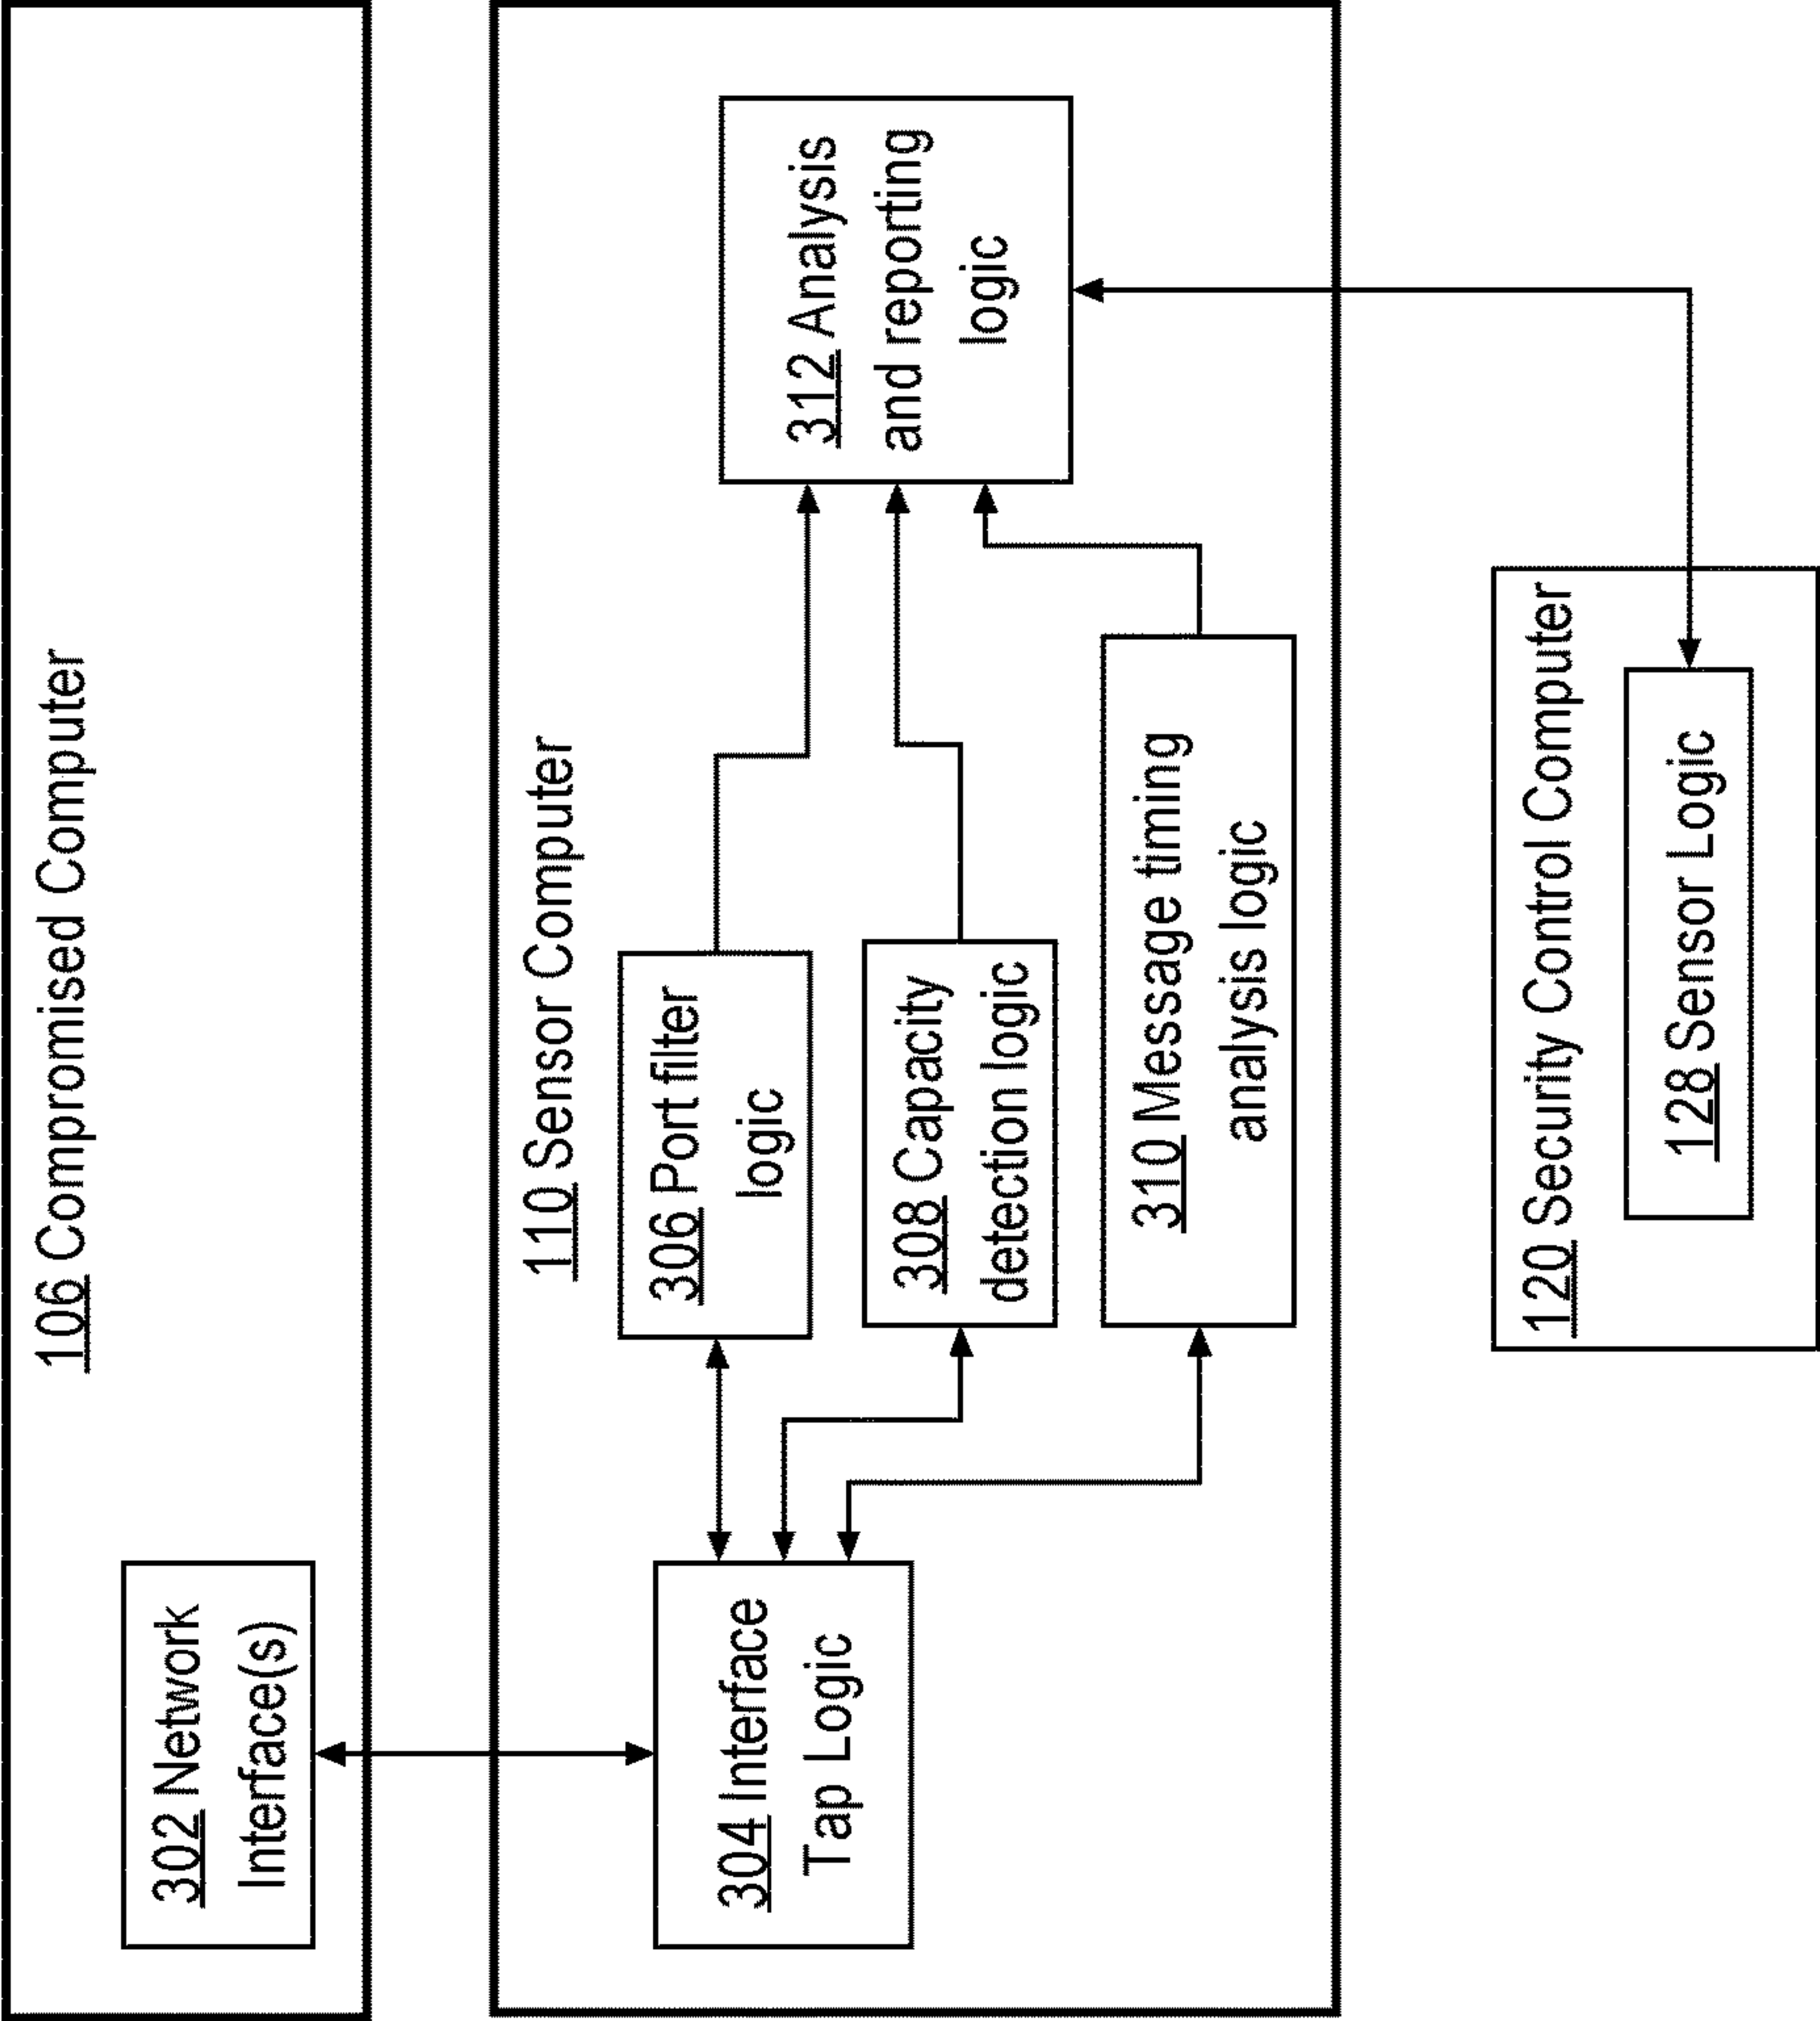 106 Compromised Computer
302 Network
Interface(s)
110 Sensor Computer
304 Interface
Tap Logic
306 Port filter
logic
308 Capacity
detection logic
310 Message timing
analysis logic
312 Analysis
and reporting
logic
120 Security Control Computer
128 Sensor Logic